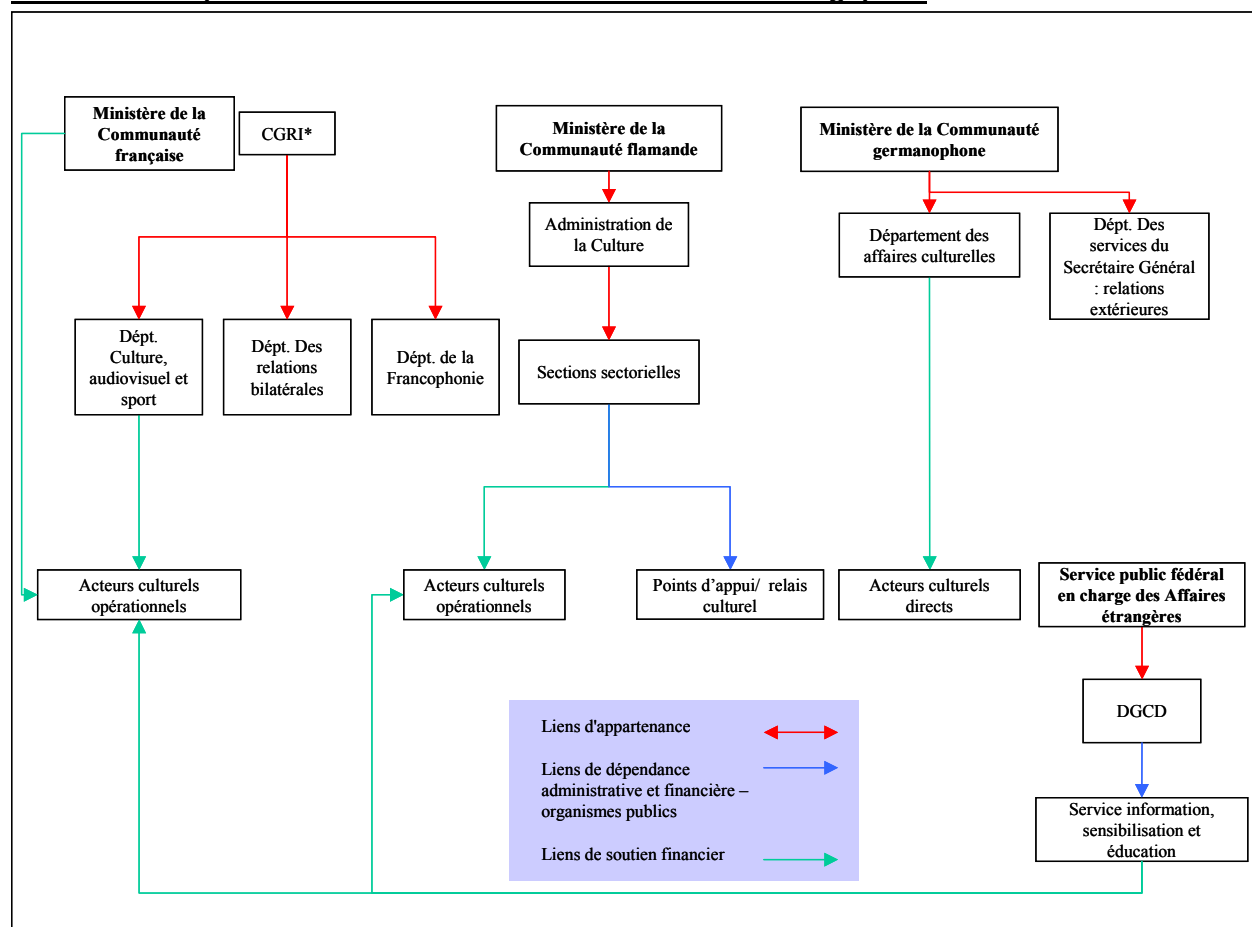 Ministère de la
Communauté
française
CGRI*
Ministère de la
Communauté flamande
Ministère de la Communauté
germanophone
Administration de
la Culture
Département des
affaires culturelles
Dépt. Des
services du
Secrétaire Général
: relations
extérieures
Dépt.
Culture,
audiovisuel et
sport
Dépt. Des
relations
bilatérales
Dépt. de la
Francophonie
Sections sectorielles
Acteurs culturels
opérationnels
Acteurs culturels
opérationnels
Points d'appui/ relais
culturel
Acteurs culturels
directs
Service public fédéral
en charge des Affaires
étrangères
DGCD
Service information,
sensibilisation et
éducation
Liens d'appartenance
Liens de dépendance
administrative et financière –
organismes publics
Liens de soutien financier